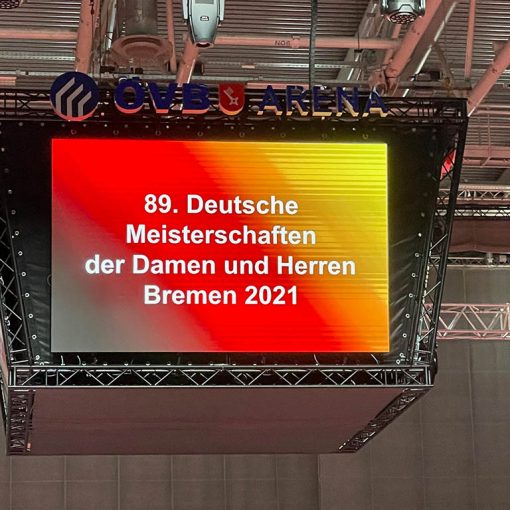 ÖVB ARENA
89. Deutsche
Meisterschaften
der Damen und Herren
Bremen 2021